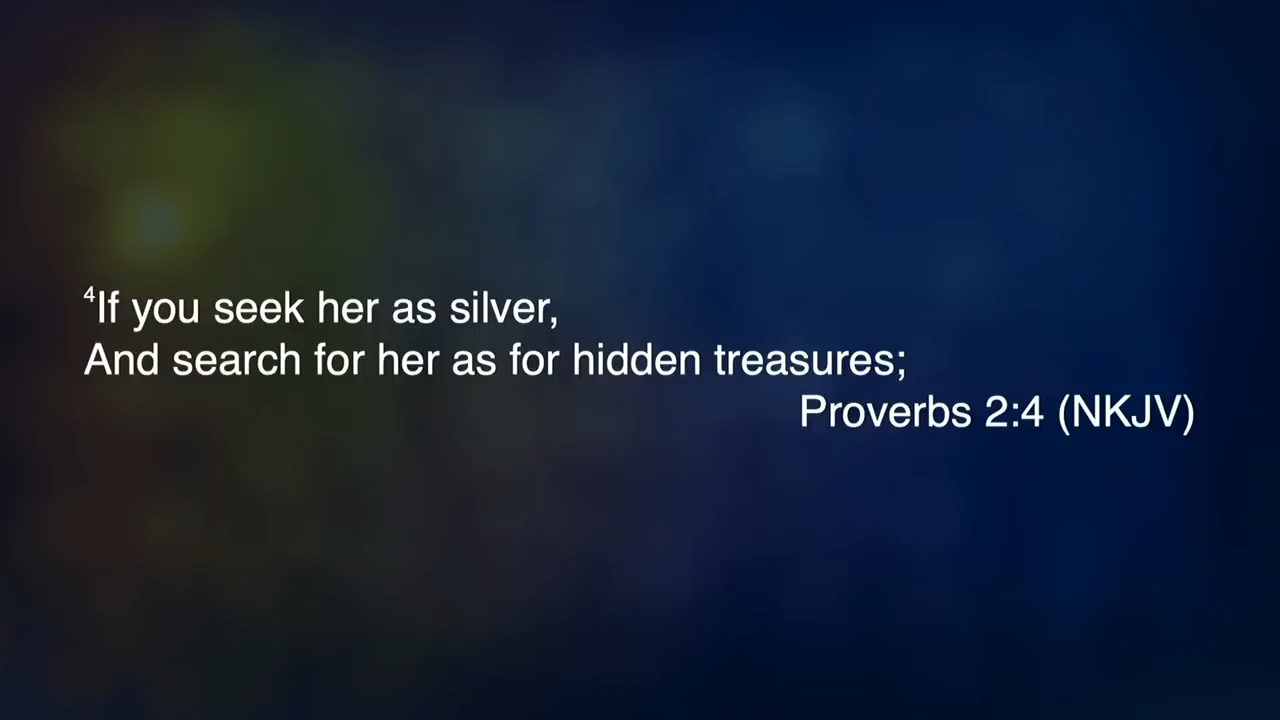 ⁴If you seek her as silver,
And search for her as for hidden treasures;
Proverbs 2:4 (NKJV)